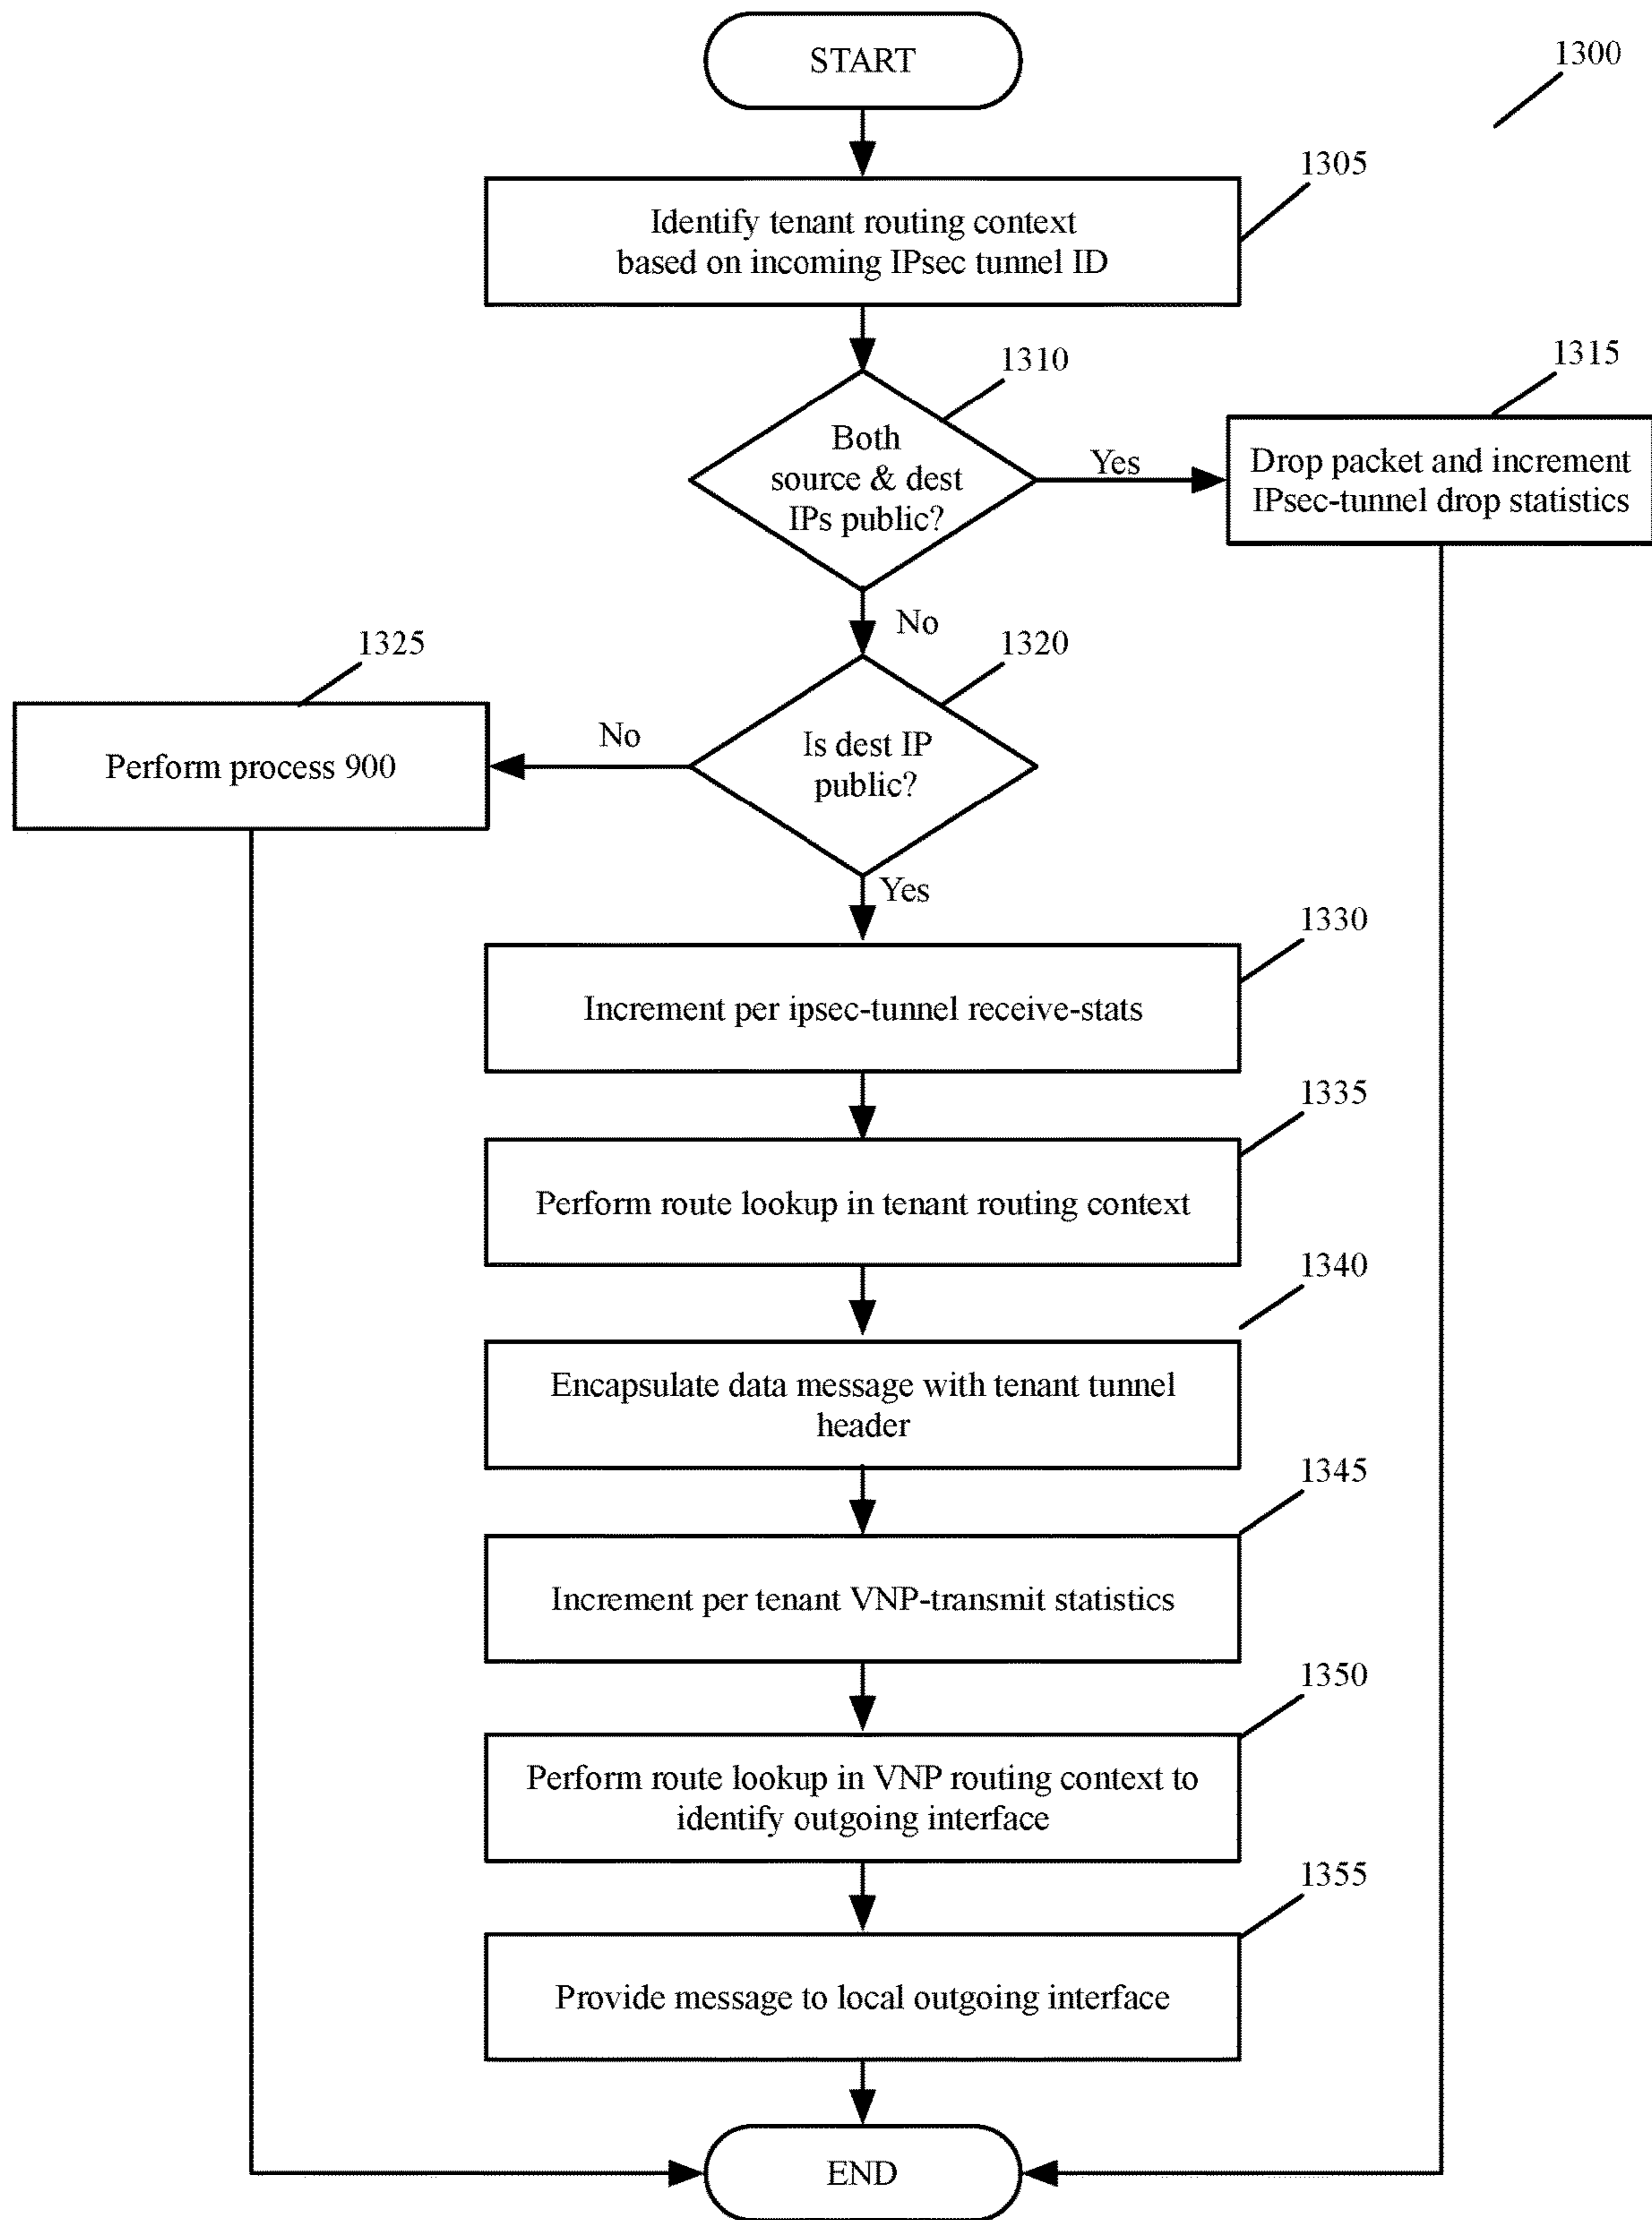 START
1300
1305
Identify tenant routing context
based on incoming IPsec tunnel ID
1310
1315
Both
source & dest
IPs public?
Yes
Drop packet and increment
IPsec-tunnel drop statistics
No
1325
1320
Perform process 900
No
Is dest IP
public?
Yes
1330
Increment per ipsec-tunnel receive-stats
1335
Perform route lookup in tenant routing context
1340
Encapsulate data message with tenant tunnel
header
1345
Increment per tenant VNP-transmit statistics
1350
Perform route lookup in VNP routing context to
identify outgoing interface
1355
Provide message to local outgoing interface
END